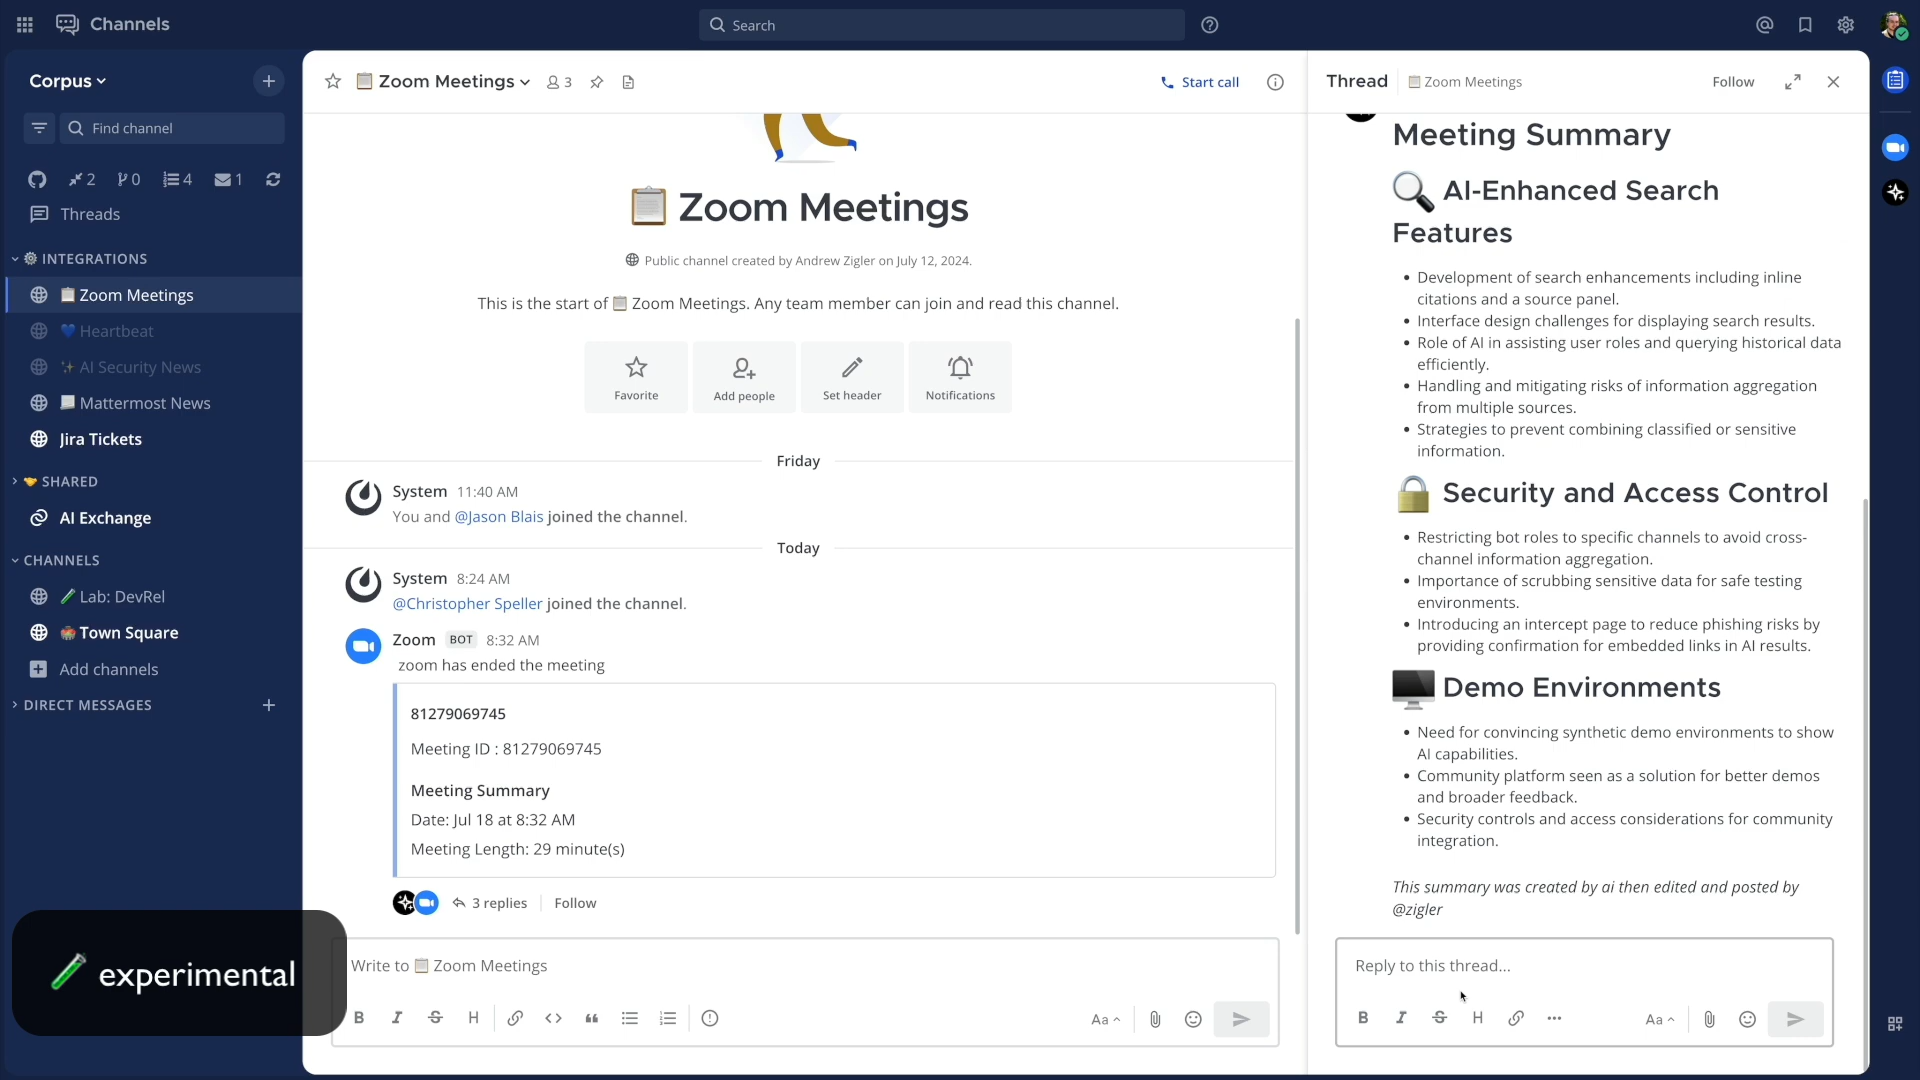 Channels
Search
Corpus
Find channel
2
0
4
1
Threads
INTEGRATIONS
Zoom Meetings
Heartbeat
AI Security News
Mattermost News
Jira Tickets
SHARED
AI Exchange
CHANNELS
Lab: DevRel
Town Square
Add channels
DIRECT MESSAGES
experimental
Zoom Meetings
3
Start call
Zoom Meetings
Public channel created by Andrew Zigler on July 12, 2024.
This is the start of Zoom Meetings. Any team member can join and read this channel.
Favorite
Add people
Set header
Notifications
Friday
System 11:40 AM
You and @Jason Blais joined the channel.
Today
System 8:24 AM
@Christopher Speller joined the channel.
Zoom BOT 8:32 AM
zoom has ended the meeting
81279069745
Meeting ID : 81279069745
Meeting Summary
Date: Jul 18 at 8:32 AM
Meeting Length: 29 minute(s)
3 replies
Follow
Write to Zoom Meetings
B I S H
Aa
Thread
Zoom Meetings
Follow
Meeting Summary
AI-Enhanced Search
Features
Development of search enhancements including inline
citations and a source panel.
Interface design challenges for displaying search results.
Role of AI in assisting user roles and querying historical data
efficiently.
Handling and mitigating risks of information aggregation
from multiple sources.
Strategies to prevent combining classified or sensitive
information.
Security and Access Control
Restricting bot roles to specific channels to avoid cross-
channel information aggregation.
Importance of scrubbing sensitive data for safe testing
environments.
Introducing an intercept page to reduce phishing risks by
providing confirmation for embedded links in AI results.
Demo Environments
Need for convincing synthetic demo environments to show
AI capabilities.
Community platform seen as a solution for better demos
and broader feedback.
Security controls and access considerations for community
integration.
This summary was created by ai then edited and posted by
@zigler
Reply to this thread...
B I S H
Aa